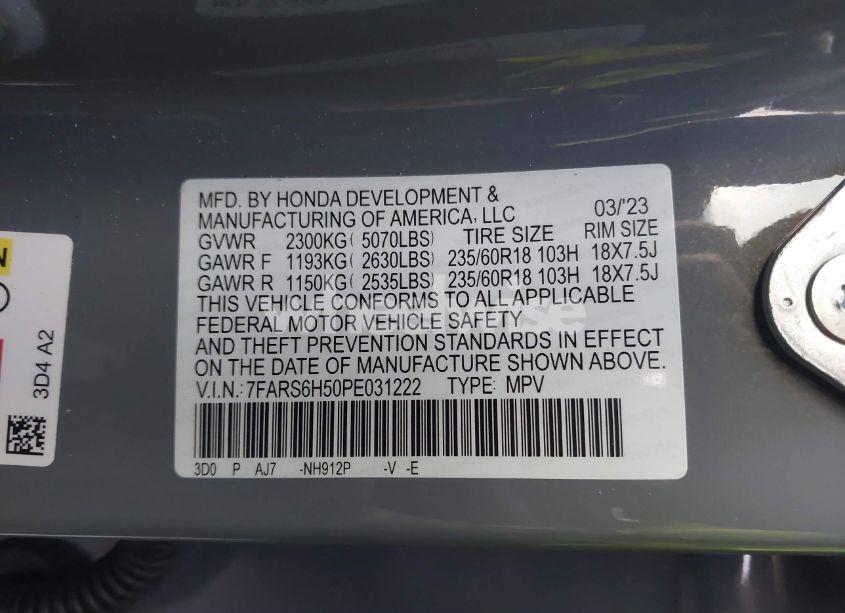 MFD. BY HONDA DEVELOPMENT &
MANUFACTURING OF AMERICA, LLC 03/'23
GVWR 2300KG( 5070LBS) TIRE SIZE RIM SIZE
GAWR F 1193KG( 2630LBS) 235/60R18 103H 18X7.5J
GAWR R 1150KG( 2535LBS) 235/60R18 103H 18X7.5J
THIS VEHICLE CONFORMS TO ALL APPLICABLE
FEDERAL MOTOR VEHICLE SAFETY
AND THEFT PREVENTION STANDARDS IN EFFECT
ON THE DATE OF MANUFACTURE SHOWN ABOVE.
V.I.N.:7FARS6H50PE031222 TYPE: MPV
3D0 P AJ7 -NH912P -V -E
3D4 A2